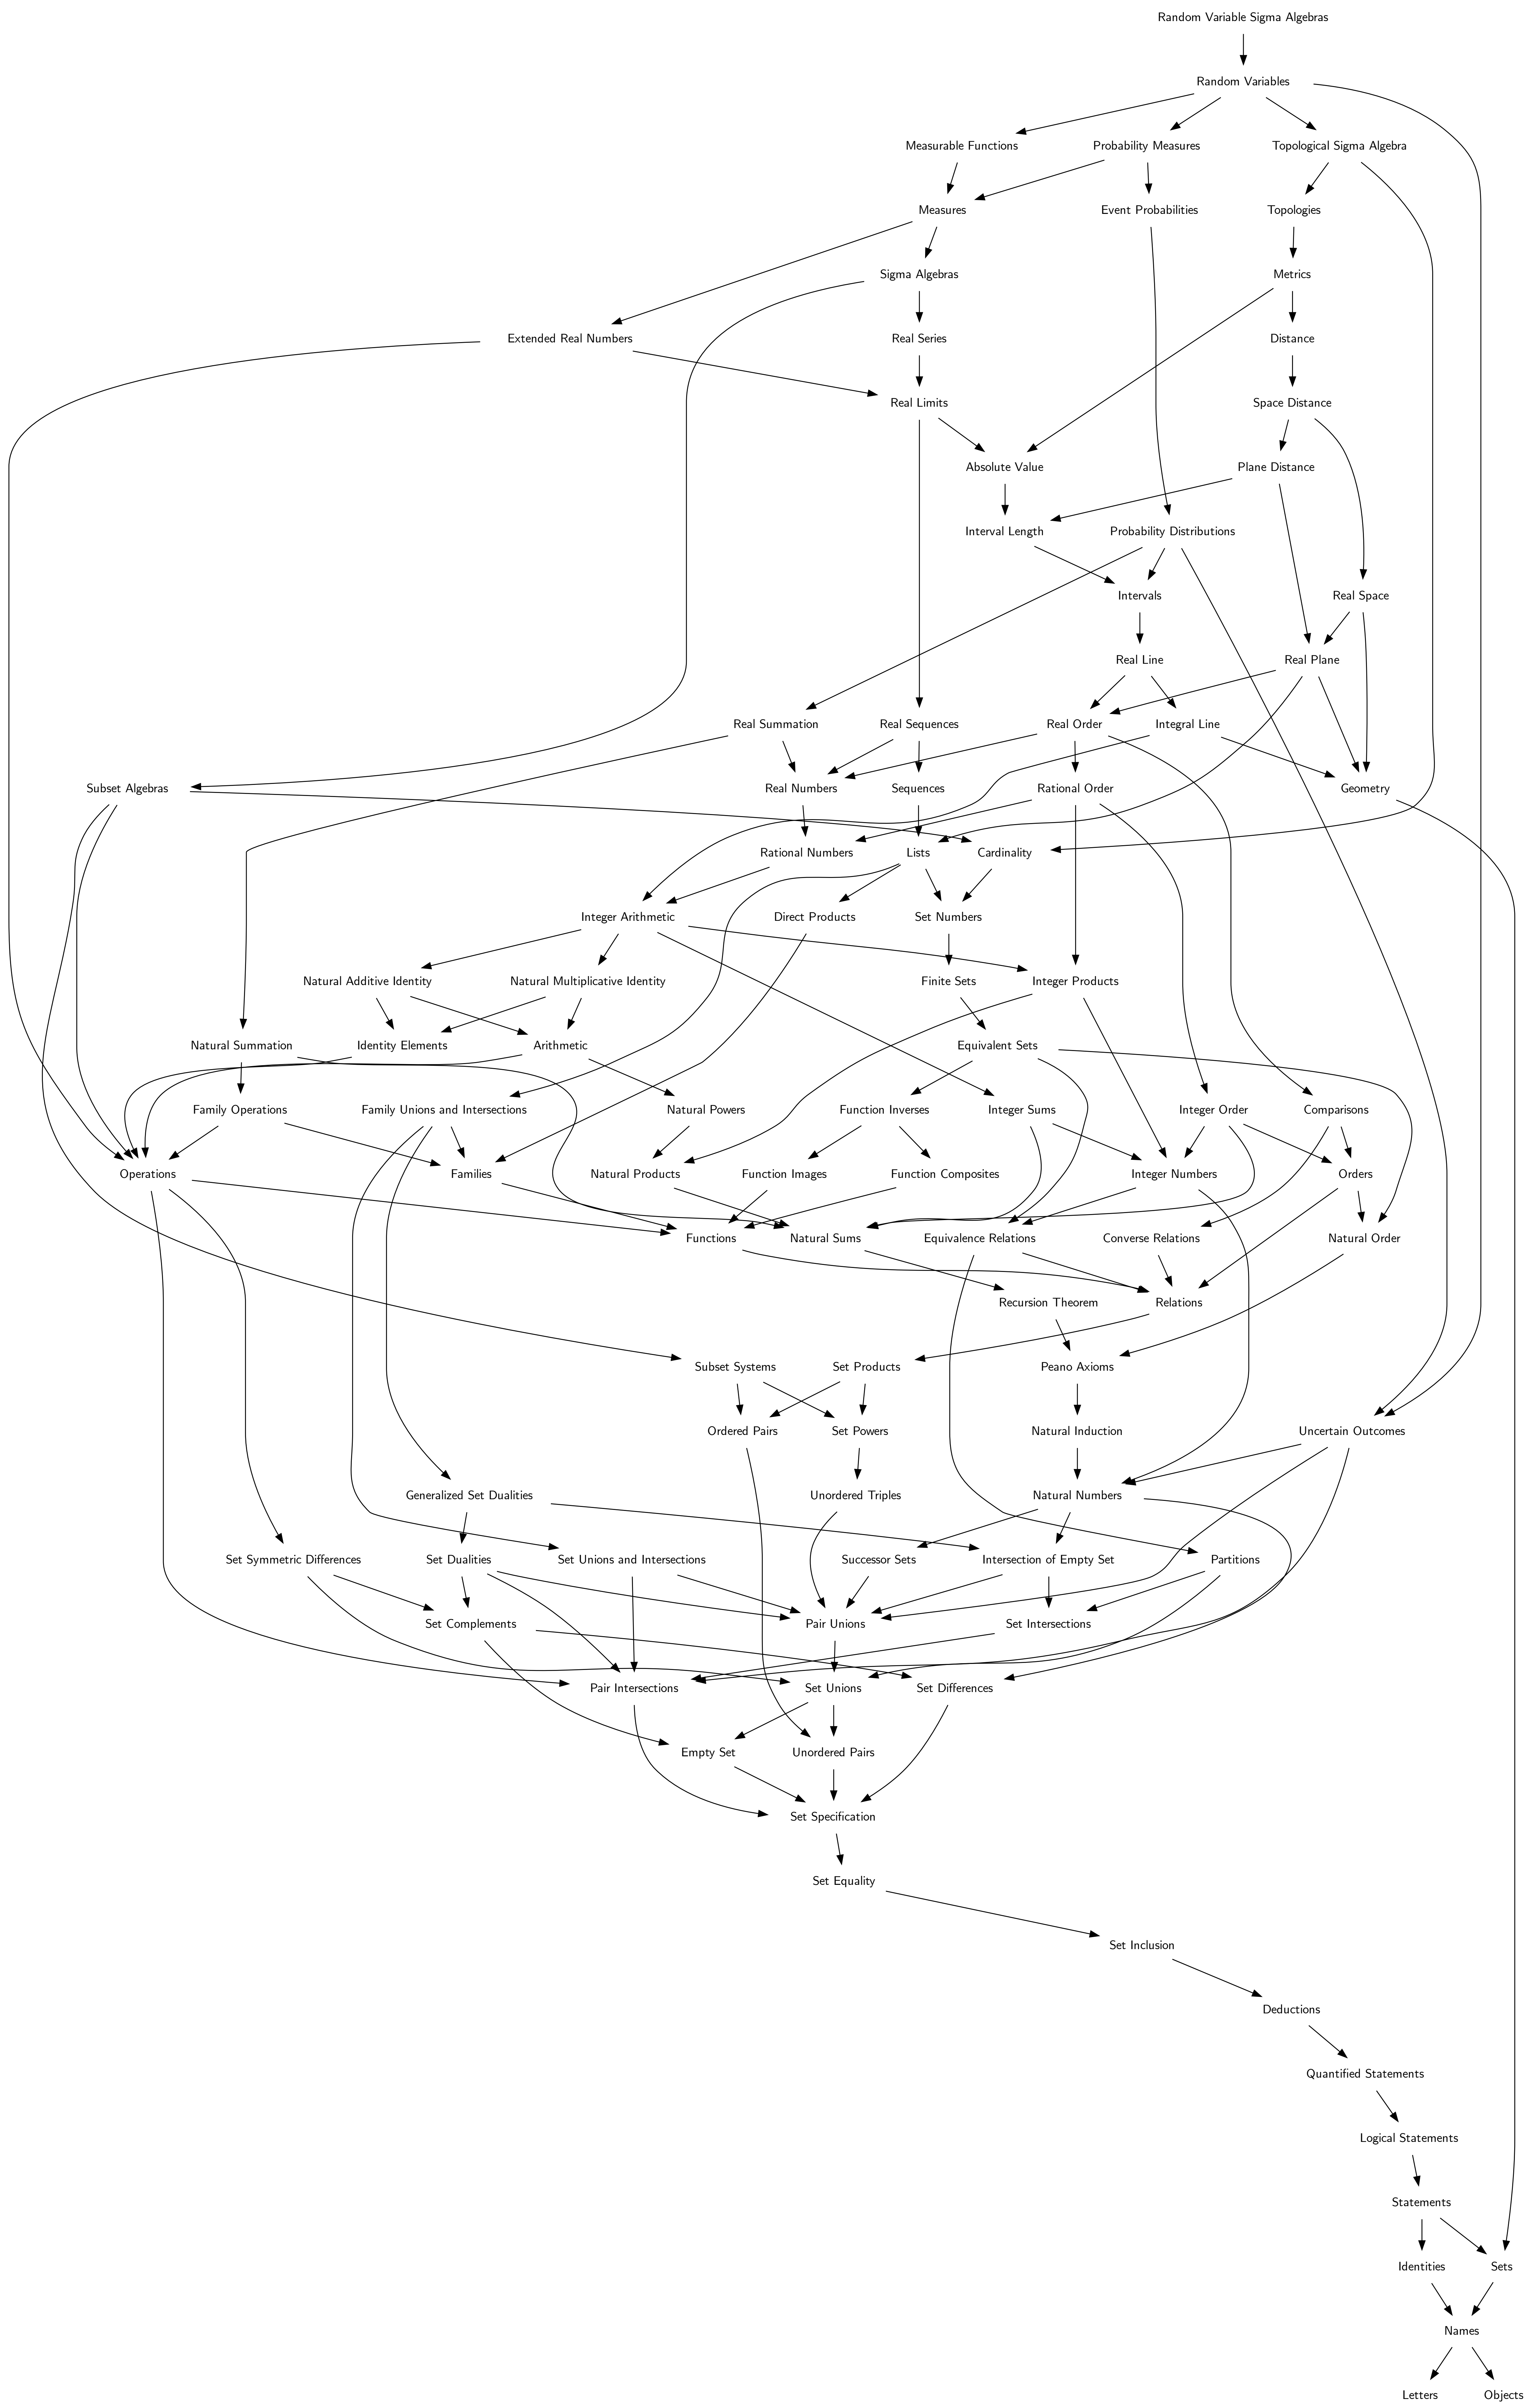 Random Variable Sigma Algebras
Random Variables
Measurable Functions
Probability Measures
Topological Sigma Algebra
Measures
Event Probabilities
Topologies
Sigma Algebras
Metrics
Extended Real Numbers
Real Series
Distance
Real Limits
Space Distance
Absolute Value
Plane Distance
Interval Length
Probability Distributions
Intervals
Real Space
Real Line
Real Plane
Real Summation
Real Sequences
Real Order
Integral Line
Subset Algebras
Real Numbers
Sequences
Rational Order
Geometry
Rational Numbers
Lists
Cardinality
Integer Arithmetic
Direct Products
Set Numbers
Natural Additive Identity
Natural Multiplicative Identity
Finite Sets
Integer Products
Natural Summation
Identity Elements
Arithmetic
Equivalent Sets
Family Operations
Family Unions and Intersections
Natural Powers
Function Inverses
Integer Sums
Integer Order
Comparisons
Operations
Families
Natural Products
Function Images
Function Composites
Integer Numbers
Orders
Functions
Natural Sums
Equivalence Relations
Converse Relations
Natural Order
Recursion Theorem
Relations
Subset Systems
Set Products
Peano Axioms
Ordered Pairs
Set Powers
Natural Induction
Uncertain Outcomes
Generalized Set Dualities
Unordered Triples
Natural Numbers
Set Symmetric Differences
Set Dualities
Set Unions and Intersections
Successor Sets
Intersection of Empty Set
Partitions
Set Complements
Pair Unions
Set Intersections
Pair Intersections
Set Unions
Set Differences
Empty Set
Unordered Pairs
Set Specification
Set Equality
Set Inclusion
Deductions
Quantified Statements
Logical Statements
Statements
Identities
Sets
Names
Letters
Objects